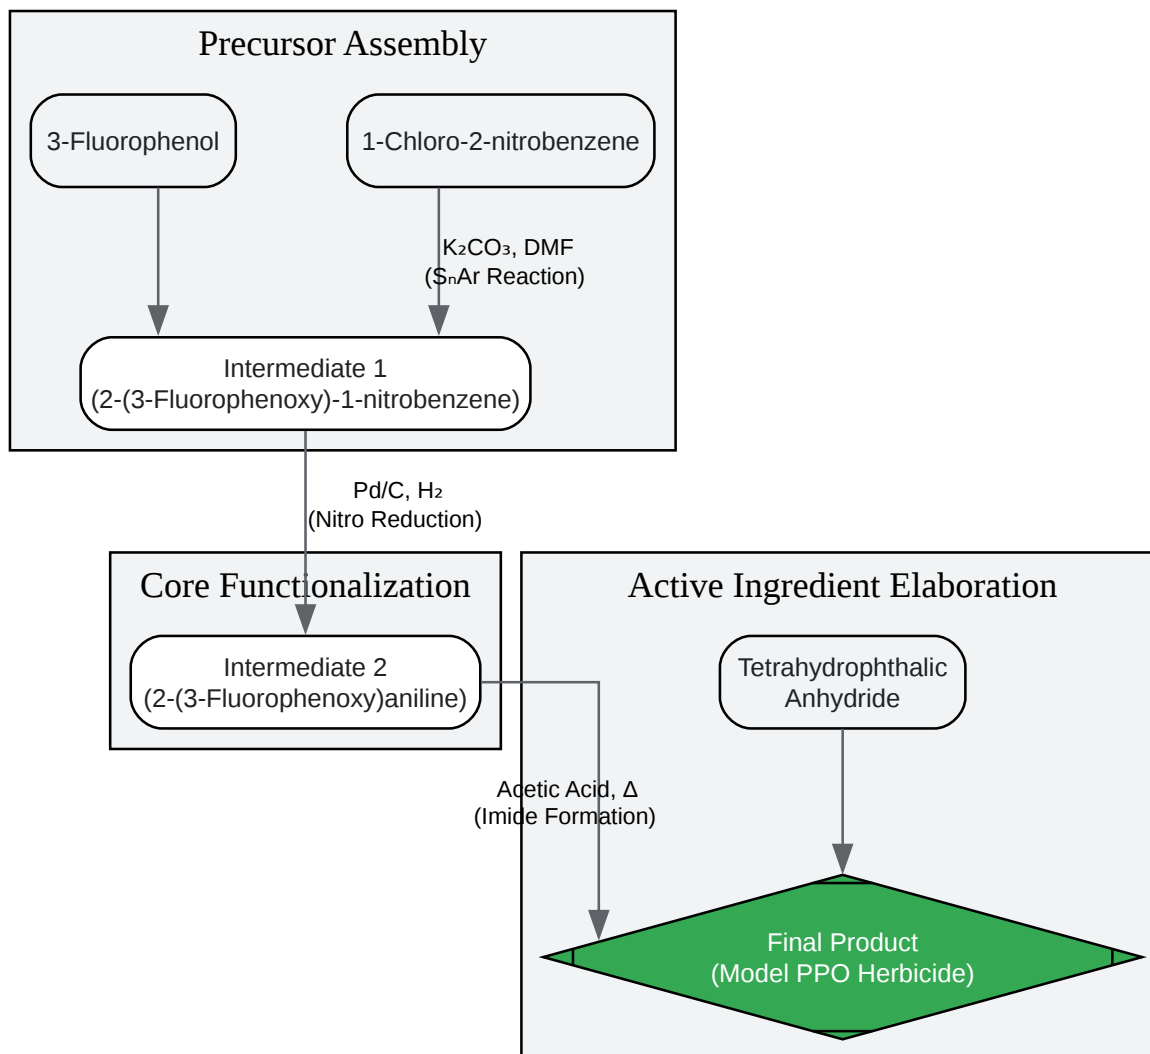 Precursor Assembly
3-Fluorophenol
1-Chloro-2-nitrobenzene
K₂CO₃, DMF
(SₙAr Reaction)
Intermediate 1
(2-(3-Fluorophenoxy)-1-nitrobenzene)
Pd/C, H₂
(Nitro Reduction)
Core Functionalization
Intermediate 2
(2-(3-Fluorophenoxy)aniline)
Active Ingredient Elaboration
Tetrahydrophthalic
Anhydride
Acetic Acid, Δ
(Imide Formation)
Final Product
(Model PPO Herbicide)